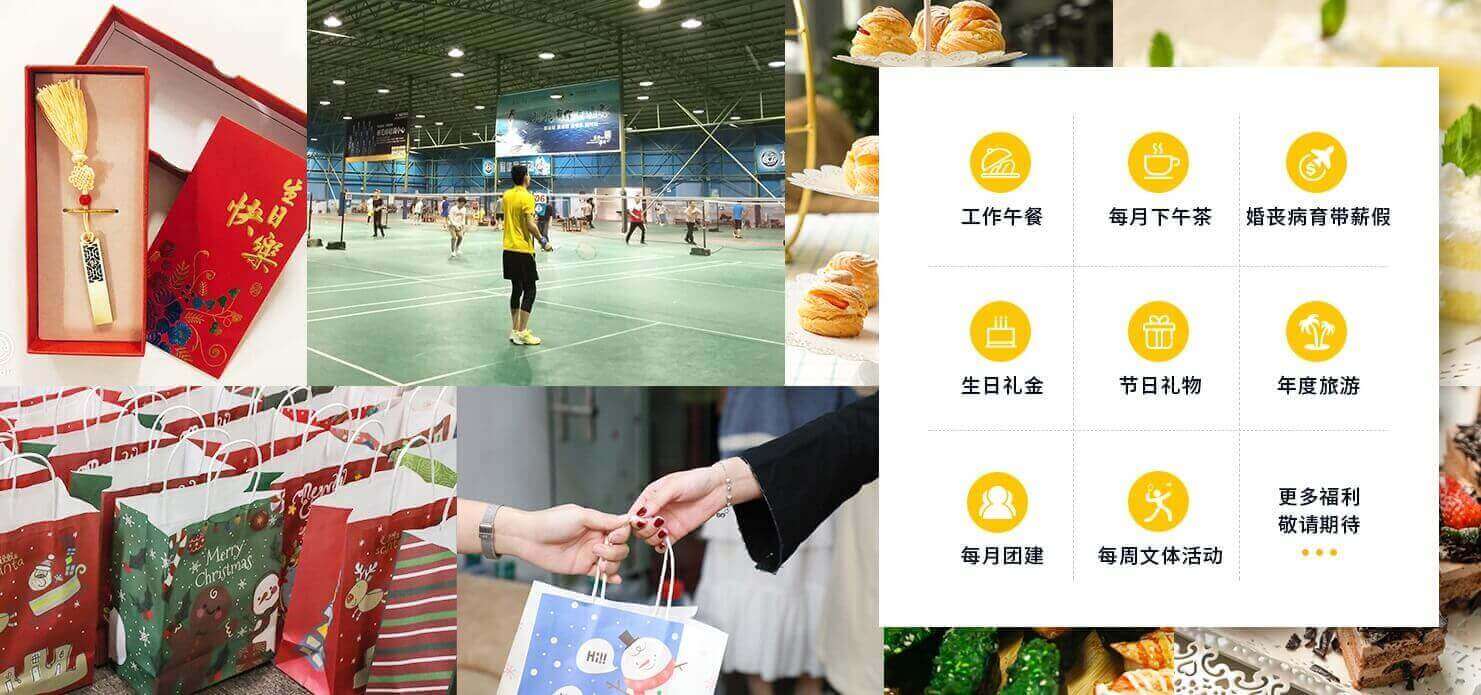 生日
快樂
06
Merry
Christmas
Hi!!
工作午餐
每月下午茶
婚丧病育带薪假
生日礼金
节日礼物
年度旅游
每月团建
每周文体活动
更多福利
敬请期待